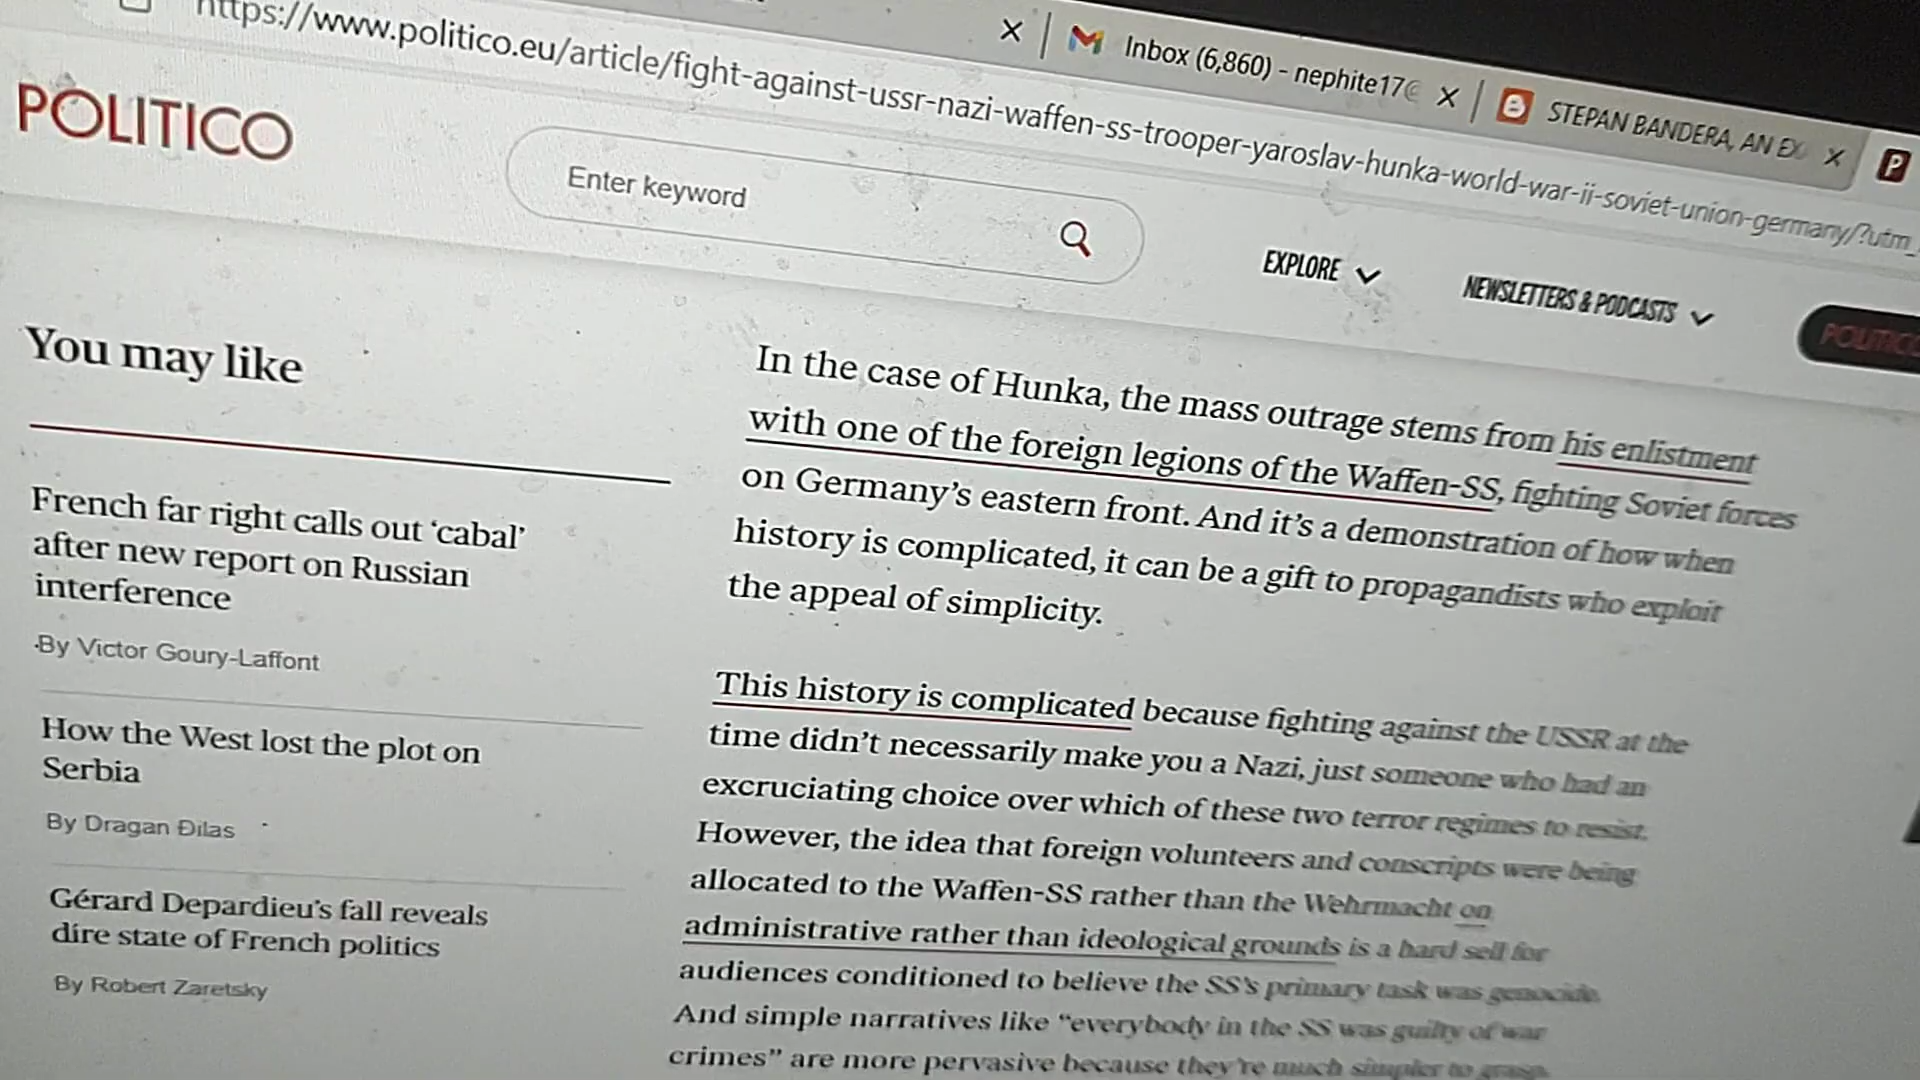 Inbox (6,860) - nephite17@
STEPAN BANDERA, AN EX
https://www.politico.eu/article/fight-against-ussr-nazi-waffen-ss-trooper-yaroslav-hunka-world-war-ii-soviet-union-germany/?utm_
POLITICO
Enter keyword
EXPLORE
NEWSLETTERS & PODCASTS
POLITICO
You may like
French far right calls out ‘cabal’
after new report on Russian
interference
By Victor Goury-Laffont
How the West lost the plot on
Serbia
By Dragan Đilas
Gérard Depardieu’s fall reveals
dire state of French politics
By Robert Zaretsky
In the case of Hunka, the mass outrage stems from his enlistment
with one of the foreign legions of the Waffen-SS, fighting Soviet forces
on Germany’s eastern front. And it’s a demonstration of how when
history is complicated, it can be a gift to propagandists who exploit
the appeal of simplicity.
This history is complicated because fighting against the USSR at the
time didn’t necessarily make you a Nazi, just someone who had an
excruciating choice over which of these two terror regimes to resist.
However, the idea that foreign volunteers and conscripts were being
allocated to the Waffen-SS rather than the Wehrmacht on
administrative rather than ideological grounds is a hard sell for
audiences conditioned to believe the SS’s primary task was genocide.
And simple narratives like “everybody in the SS was guilty of war
crimes” are more pervasive because they’re much simpler to grasp.